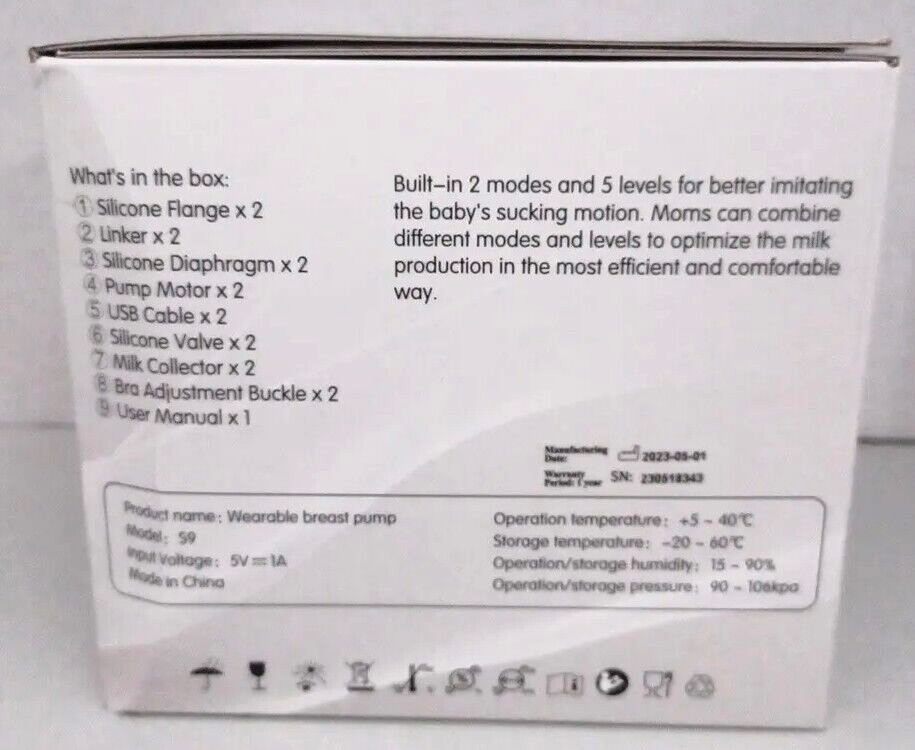 What's in the box:
① Silicone Flange x 2
② Linker x 2
③ Silicone Diaphragm x 2
④ Pump Motor x 2
⑤ USB Cable x 2
⑥ Silicone Valve x 2
⑦ Milk Collector x 2
⑧ Bra Adjustment Buckle x 2
⑨ User Manual x 1
Built-in 2 modes and 5 levels for better imitating
the baby's sucking motion. Moms can combine
different modes and levels to optimize the milk
production in the most efficient and comfortable
way.
Manufacturing
Date: 2023-05-01
Warranty
Period: 1 year SN: 230518343
Product name: Wearable breast pump
Model: S9
Input Voltage: 5V⎓1A
Made in China
Operation temperature: +5 ~ 40℃
Storage temperature: -20 ~ 60℃
Operation/storage humidity: 15 ~ 90%
Operation/storage pressure: 90 ~ 106kpa